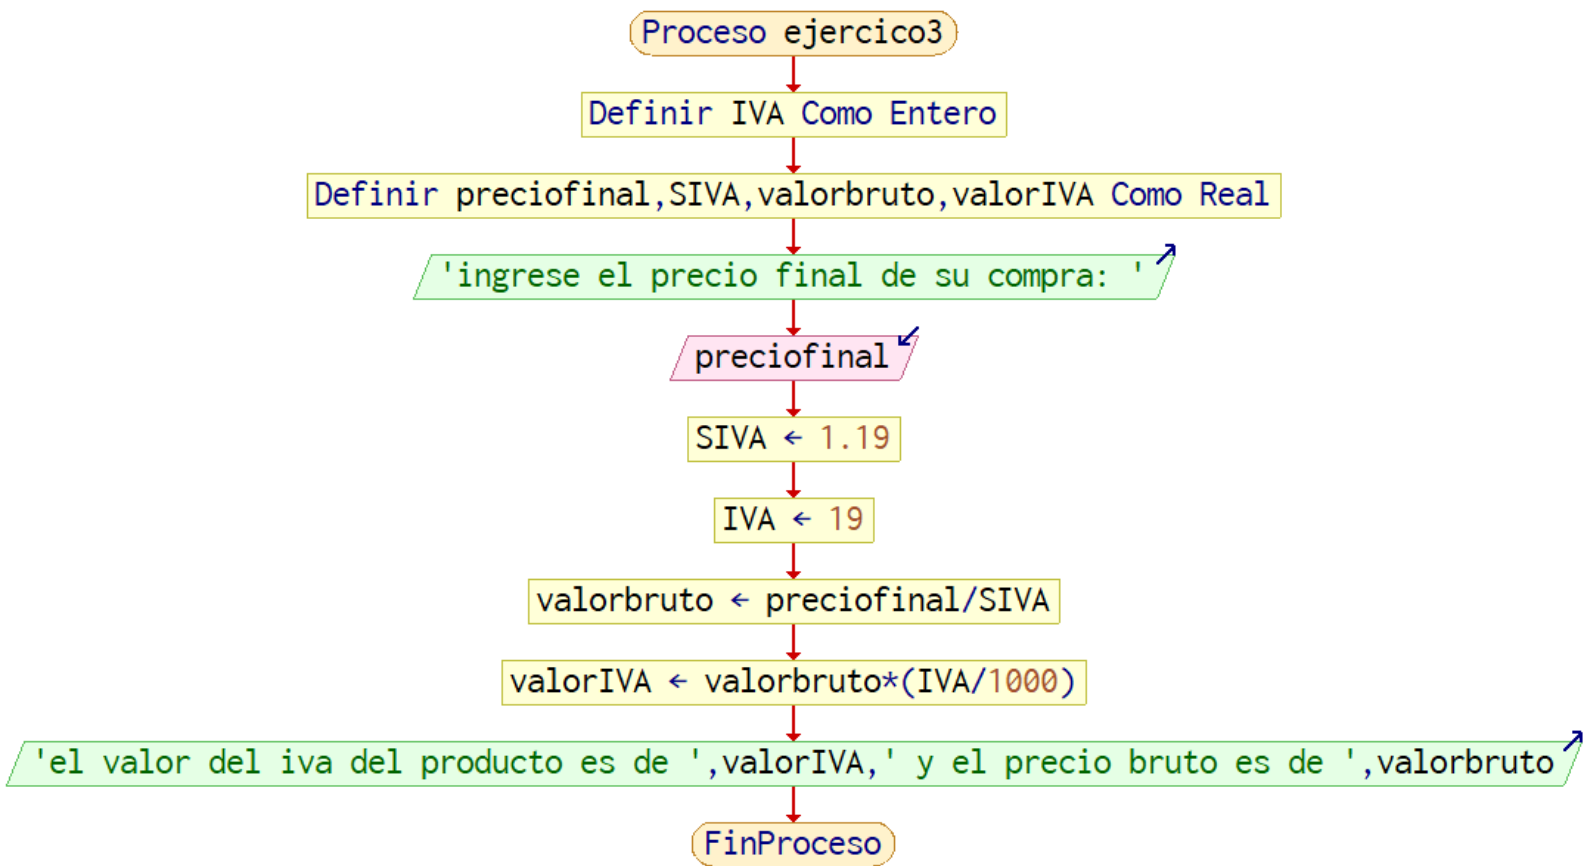 Proceso ejercico3
Definir IVA Como Entero
Definir preciofinal,SIVA,valorbruto,valorIVA Como Real
'ingrese el precio final de su compra: '
preciofinal
SIVA ← 1.19
IVA ← 19
valorbruto ← preciofinal/SIVA
valorIVA ← valorbruto*(IVA/1000)
'el valor del iva del producto es de ',valorIVA,' y el precio bruto es de ',valorbruto
FinProceso